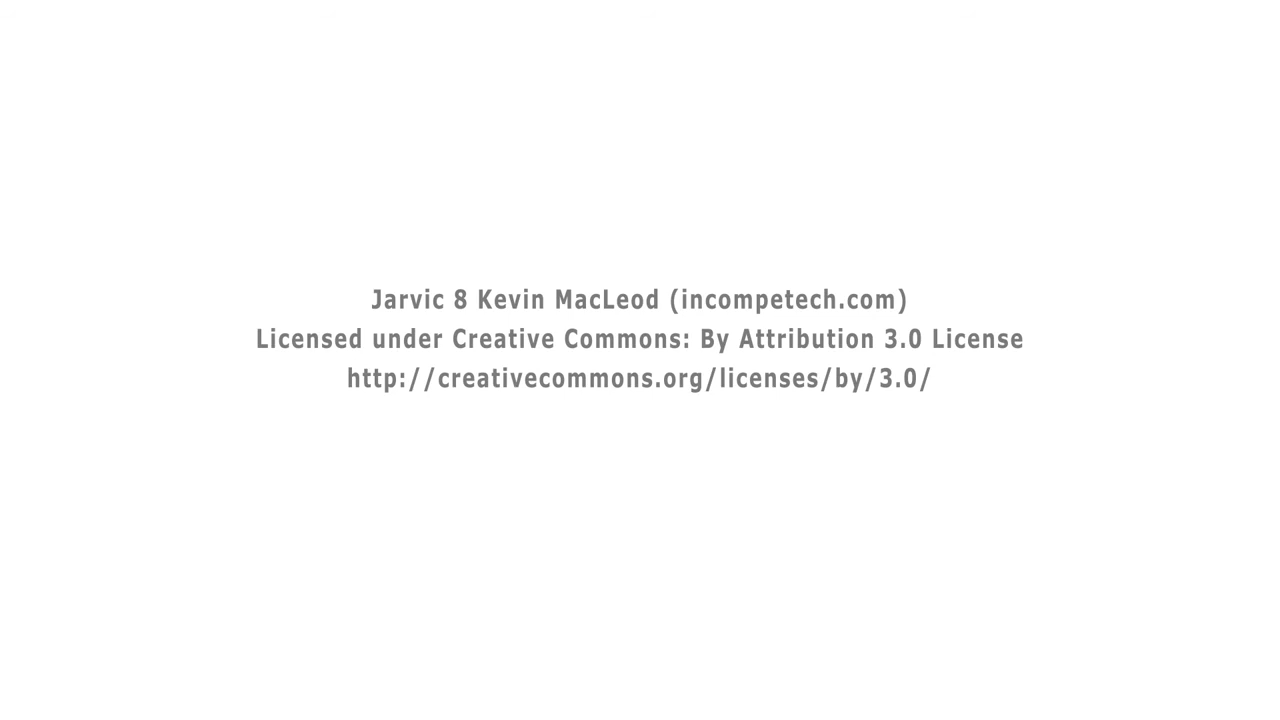 Jarvic 8 Kevin MacLeod (incompetech.com)
Licensed under Creative Commons: By Attribution 3.0 License
http://creativecommons.org/licenses/by/3.0/